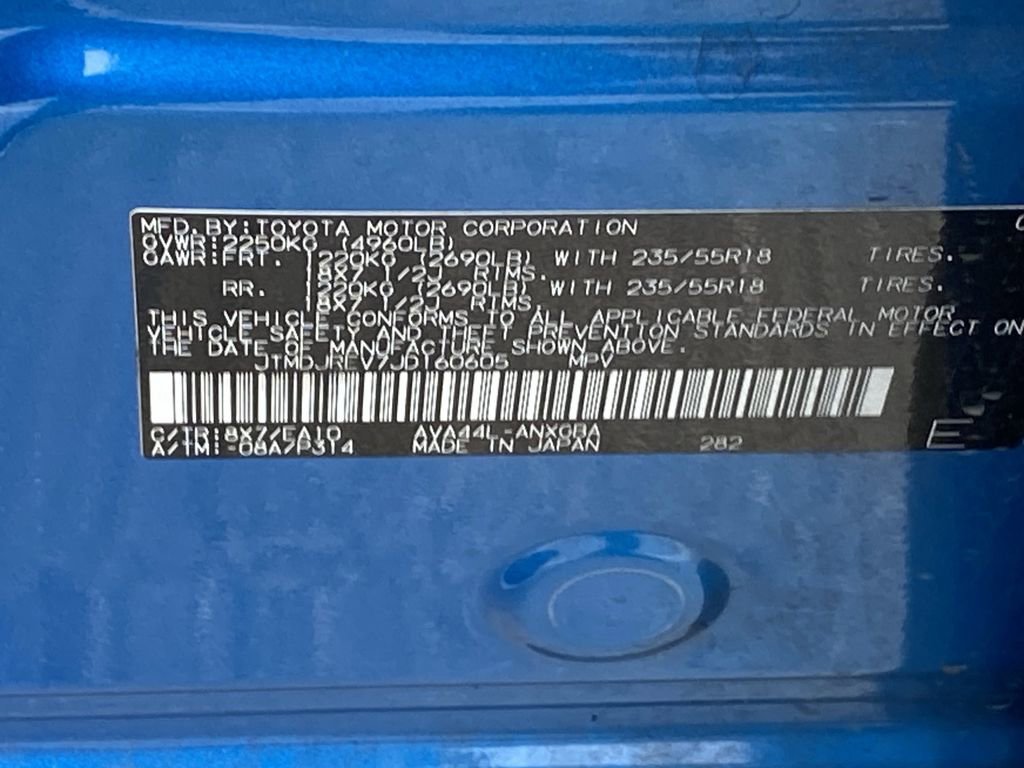 MFD. BY: TOYOTA MOTOR CORPORATION
GVWR: 2250KG (4960LB)
GAWR: FRT. 1220KG (2690LB) WITH 235/55R18 TIRES.
18X7 1/2J RIMS.
RR. 1220KG (2690LB) WITH 235/55R18 TIRES.
18X7 1/2J RIMS.
THIS VEHICLE CONFORMS TO ALL APPLICABLE FEDERAL MOTOR
VEHICLE SAFETY AND THEFT PREVENTION STANDARDS IN EFFECT ON
THE DATE OF MANUFACTURE SHOWN ABOVE.
JTMDJREV7JD160605 MPV
C/TR: 8X7/EA10 AVA44L-ANXGBA
A/TM: -08A/P314 MADE IN JAPAN 282
E